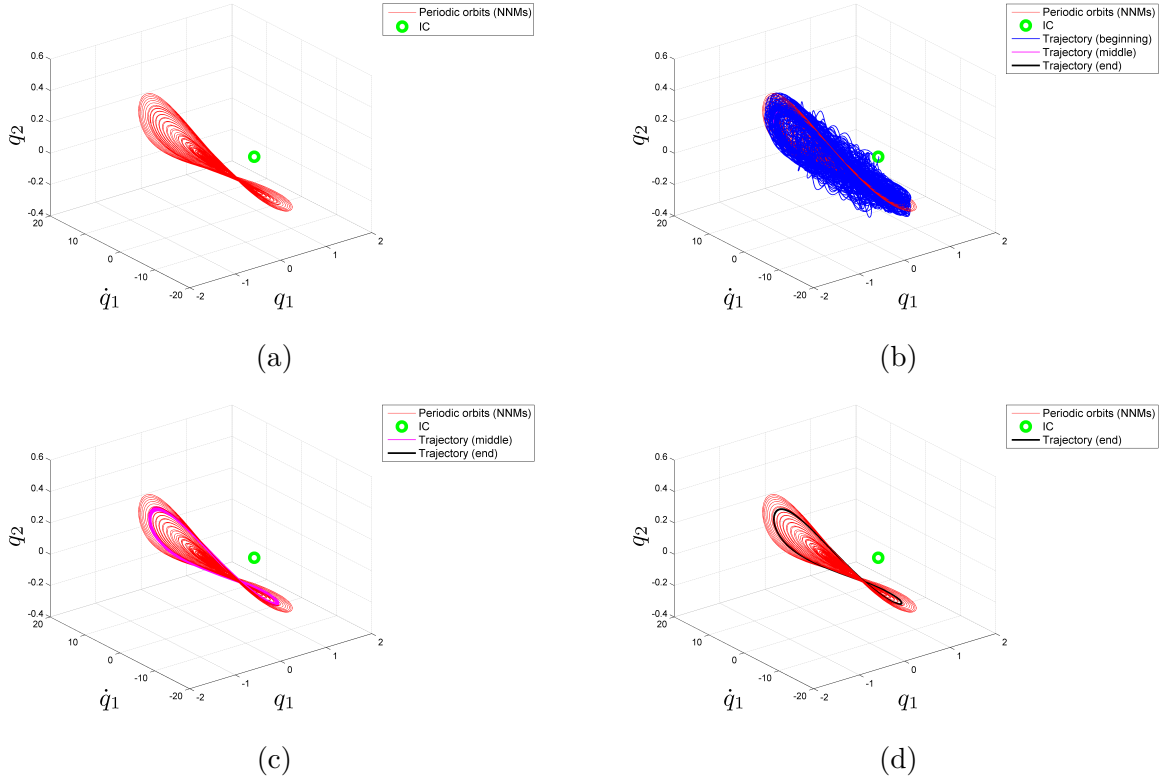 Periodic orbits (NNMs)
IC
0.6
0.4
0.2
0
-0.2
-0.4
q2
20
10
0
-10
-20
q̇1
-2
-1
0
1
2
q1
(a)
Periodic orbits (NNMs)
IC
Trajectory (beginning)
Trajectory (middle)
Trajectory (end)
0.6
0.4
0.2
0
-0.2
-0.4
q2
20
10
0
-10
-20
q̇1
-2
-1
0
1
2
q1
(b)
Periodic orbits (NNMs)
IC
Trajectory (middle)
Trajectory (end)
0.6
0.4
0.2
0
-0.2
-0.4
q2
20
10
0
-10
-20
q̇1
-2
-1
0
1
2
q1
(c)
Periodic orbits (NNMs)
IC
Trajectory (end)
0.6
0.4
0.2
0
-0.2
-0.4
q2
20
10
0
-10
-20
q̇1
-2
-1
0
1
2
q1
(d)